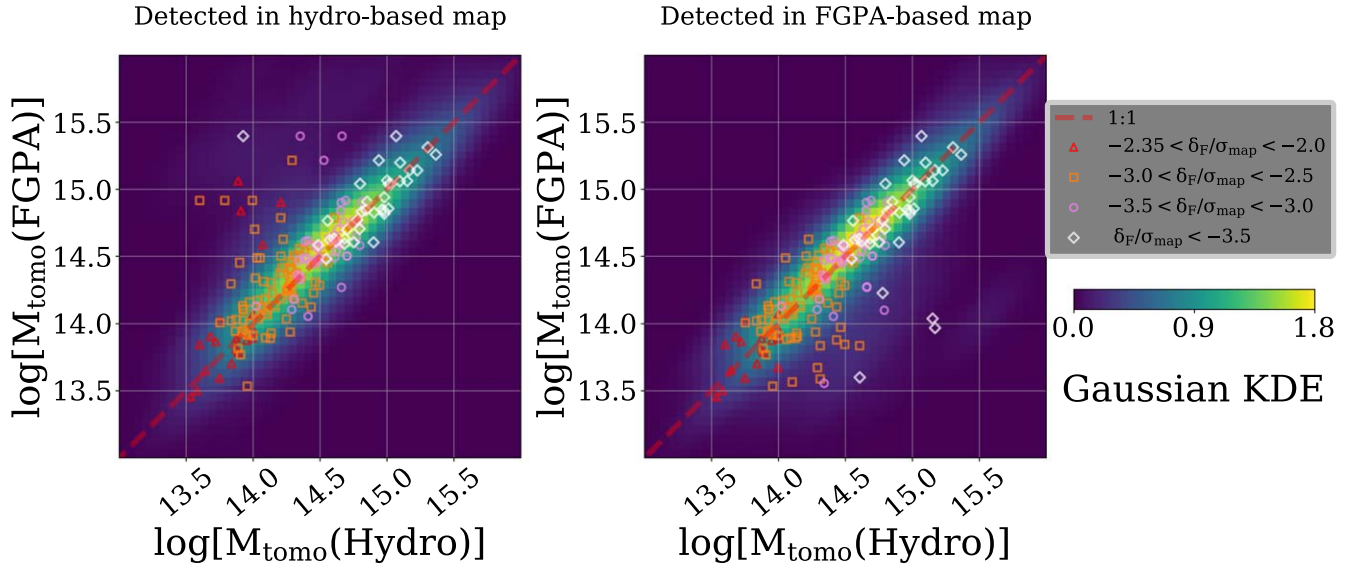 Detected in hydro-based map
Detected in FGPA-based map
log[M_tomo(FGPA)]
15.5
15.0
14.5
14.0
13.5
13.5
14.0
14.5
15.0
15.5
log[M_tomo(Hydro)]
log[M_tomo(FGPA)]
15.5
15.0
14.5
14.0
13.5
13.5
14.0
14.5
15.0
15.5
log[M_tomo(Hydro)]
1:1
−2.35 < δ_F/σ_map < −2.0
−3.0 < δ_F/σ_map < −2.5
−3.5 < δ_F/σ_map < −3.0
δ_F/σ_map < −3.5
0.0 0.9 1.8
Gaussian KDE